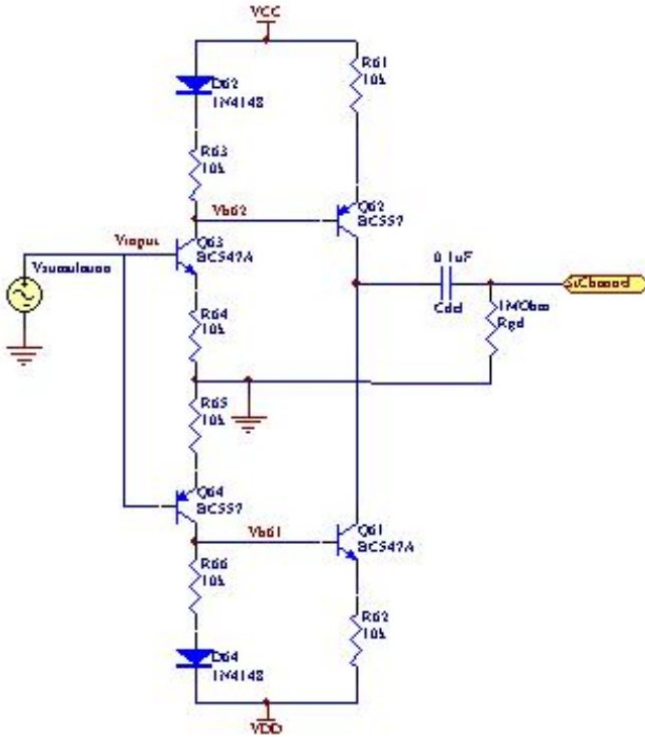 VCC
D62
1N4148
R61
10k
R63
10k
Vb62
Q62
BC557
Vinput
Q63
BC547A
0.1uF
Cdd
1MOhm
Rgd
R64
10k
R65
10k
Q64
BC557
Vb61
Q61
BC547A
R66
10k
R62
10k
D64
1N4148
VDD